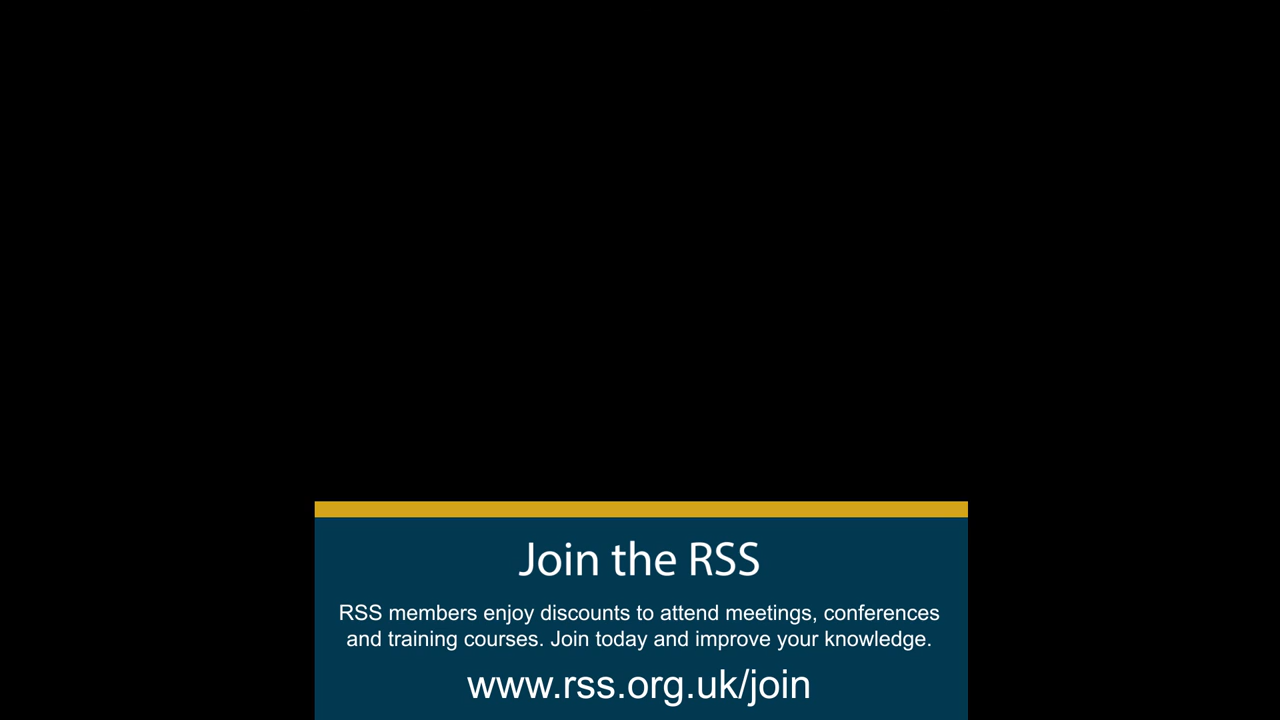 Join the RSS
RSS members enjoy discounts to attend meetings, conferences
and training courses. Join today and improve your knowledge.
www.rss.org.uk/join